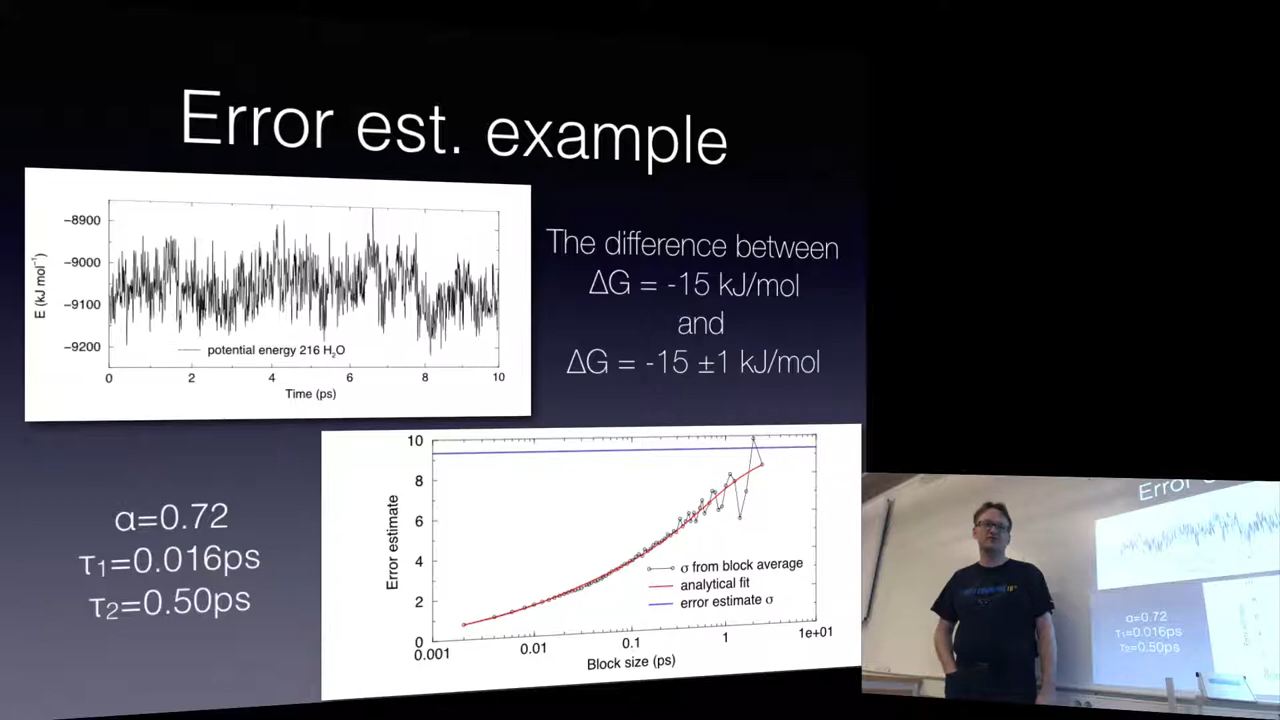 Error est. example
−8900
−9000
−9100
−9200
E (kJ mol⁻¹)
potential energy 216 H₂O
0 2 4 6 8 10
Time (ps)
The difference between
ΔG = -15 kJ/mol
and
ΔG = -15 ±1 kJ/mol
α=0.72
τ₁=0.016ps
τ₂=0.50ps
10
8
6
4
2
0
Error estimate
σ from block average
analytical fit
error estimate σ
0.001 0.01 0.1 1 1e+01
Block size (ps)
Error
α=0.72
τ₁=0.016ps
τ₂=0.50ps